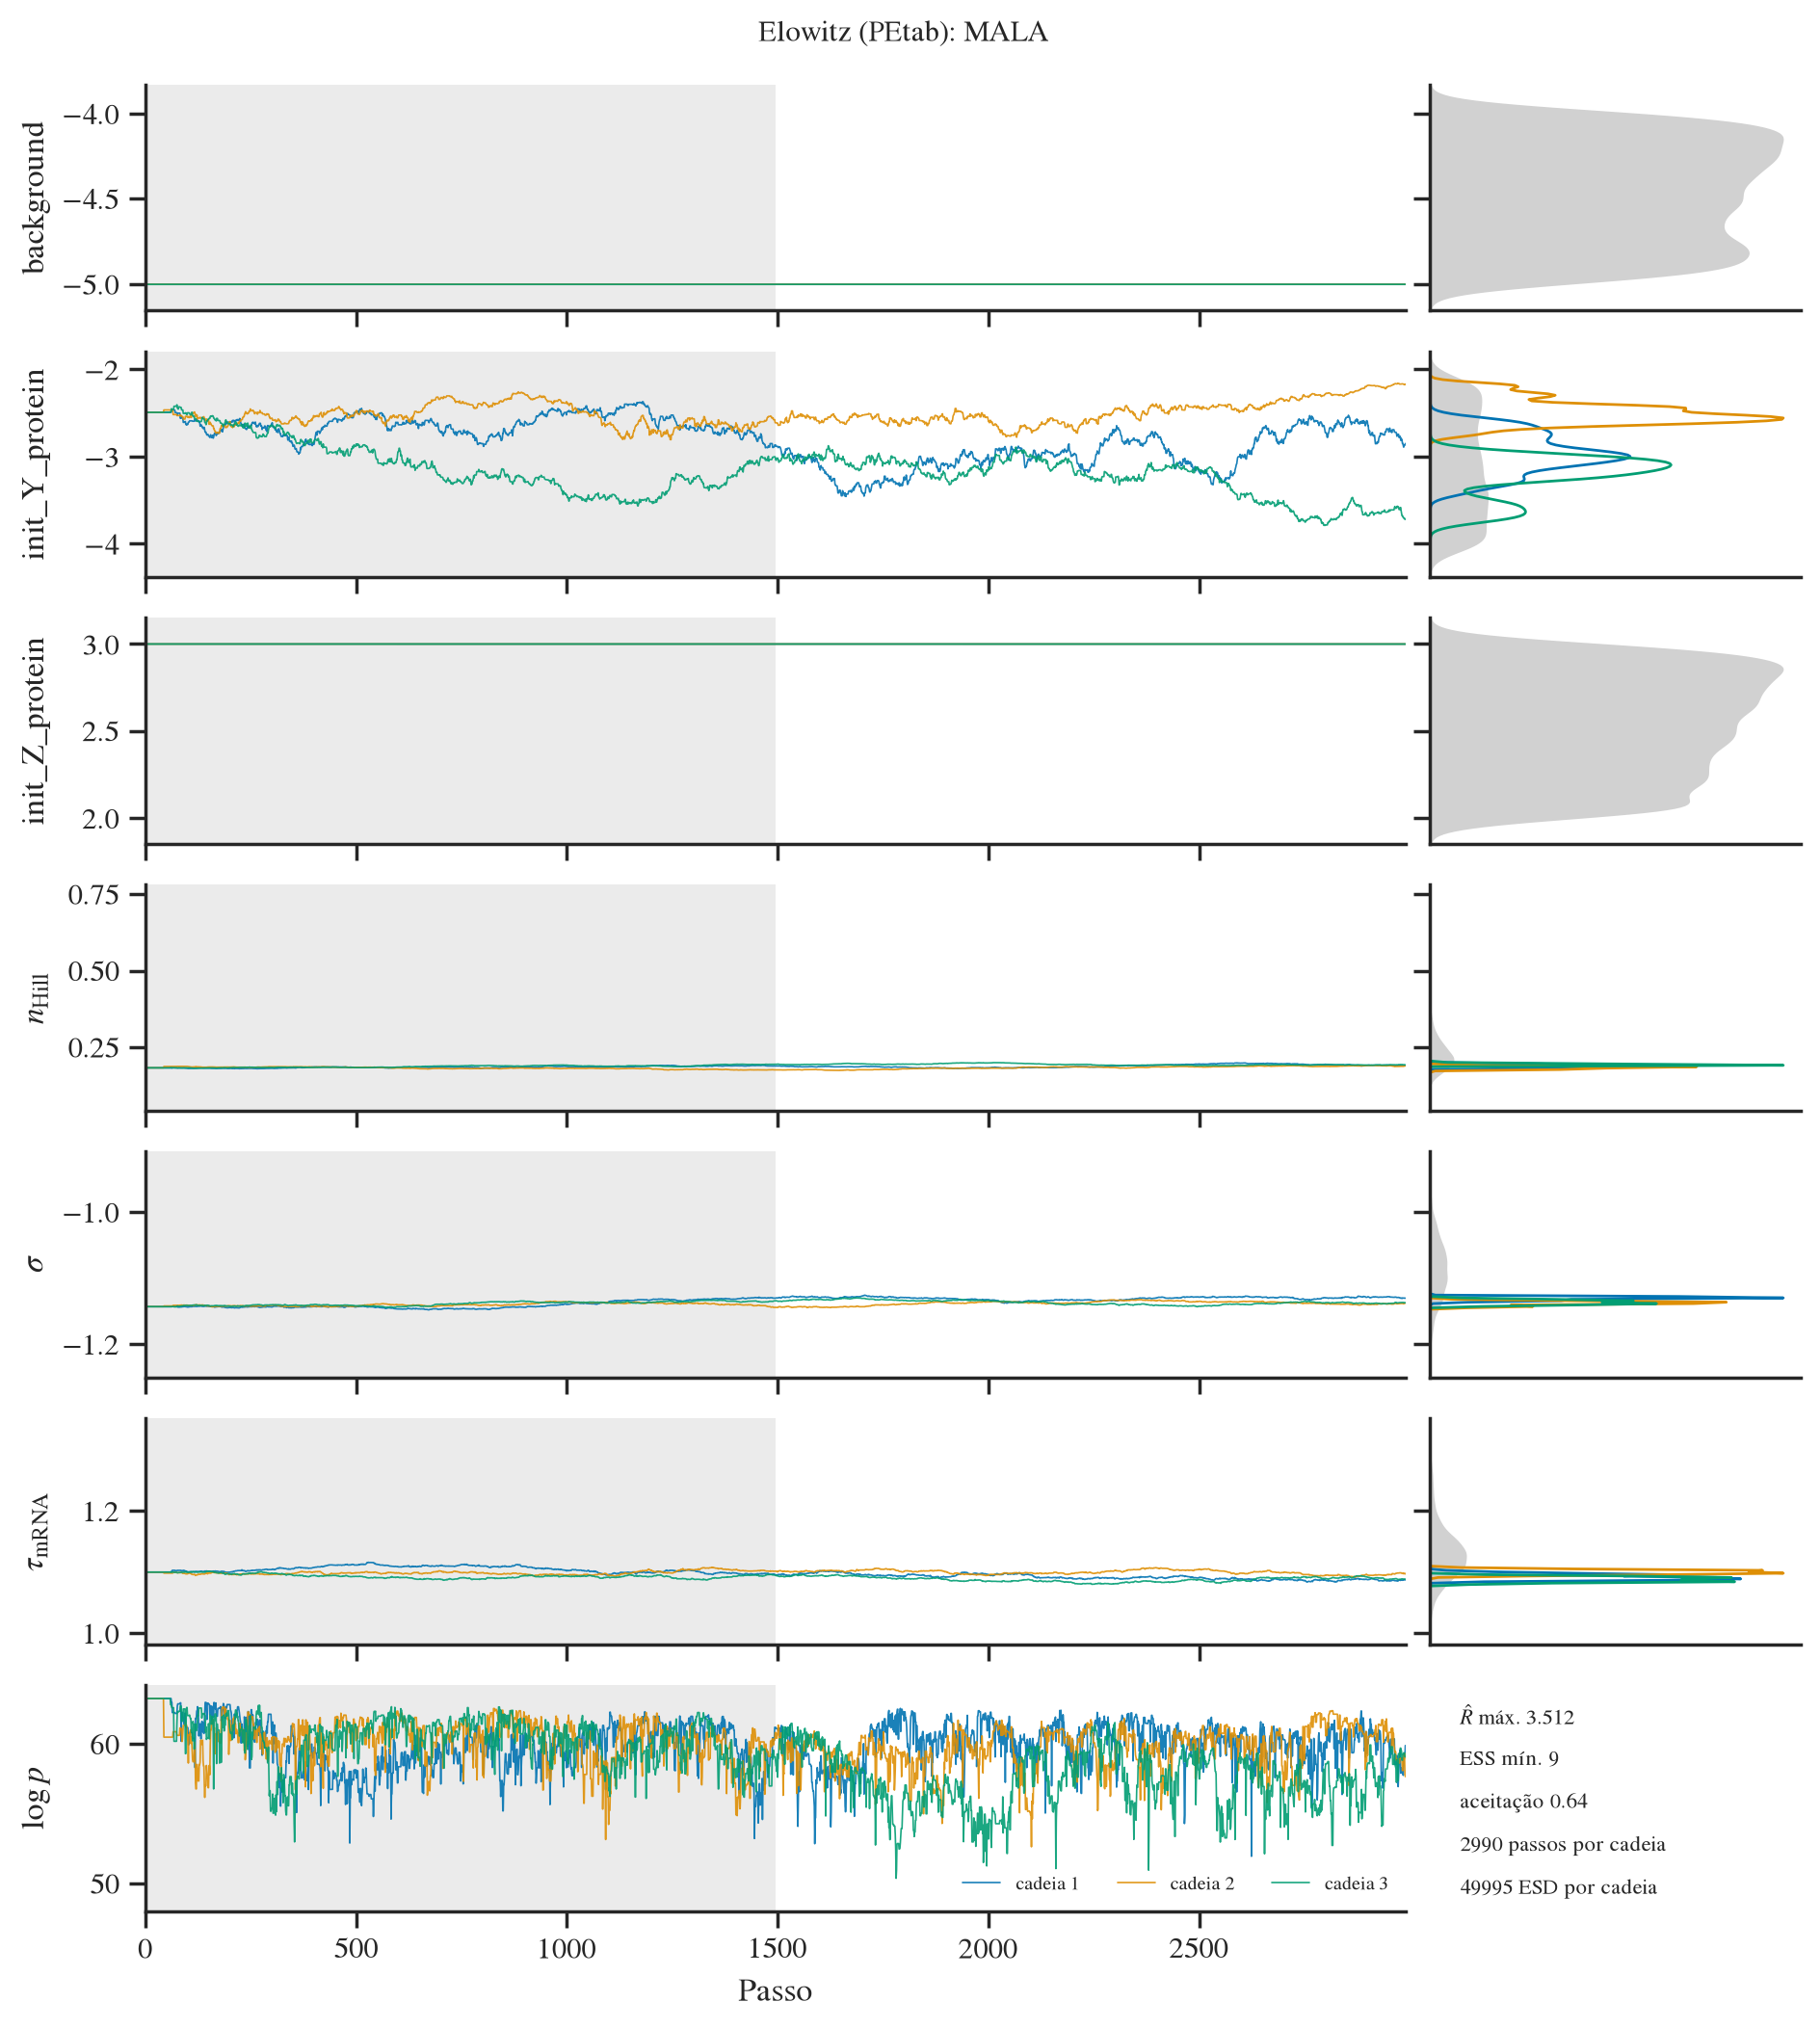 Elowitz (PEtab): MALA
background
−4.0
−4.5
−5.0
init_Y_protein
−2
−3
−4
init_Z_protein
3.0
2.5
2.0
n_Hill
0.75
0.50
0.25
σ
−1.0
−1.2
τ_mRNA
1.2
1.0
log p
60
50
cadeia 1
cadeia 2
cadeia 3
R̂ máx. 3.512
ESS mín. 9
aceitação 0.64
2990 passos por cadeia
49995 ESD por cadeia
0 500 1000 1500 2000 2500
Passo